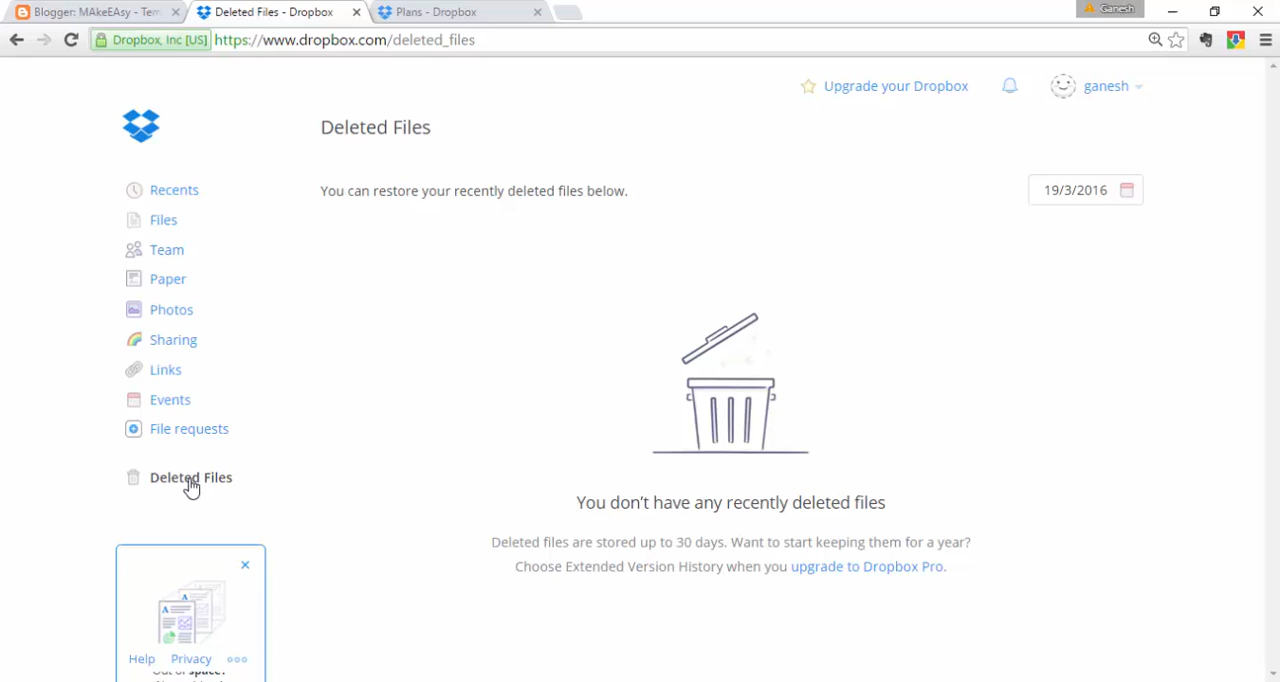 Blogger: MAkeEAsy - Tem
Deleted Files - Dropbox
Plans - Dropbox
Ganesh
Dropbox, Inc [US]
https://www.dropbox.com/deleted_files
Upgrade your Dropbox
ganesh
Deleted Files
You can restore your recently deleted files below.
19/3/2016
Recents
Files
Team
Paper
Photos
Sharing
Links
Events
File requests
Deleted Files
You don't have any recently deleted files
Deleted files are stored up to 30 days. Want to start keeping them for a year?
Choose Extended Version History when you upgrade to Dropbox Pro.
Help Privacy
Out of space?